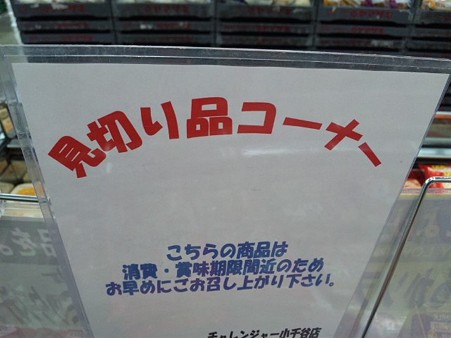 見切り品コーナー
こちらの商品は
消費・賞味期限間近のため
お早めにお召し上がり下さい。
チャレンジャー小千谷店